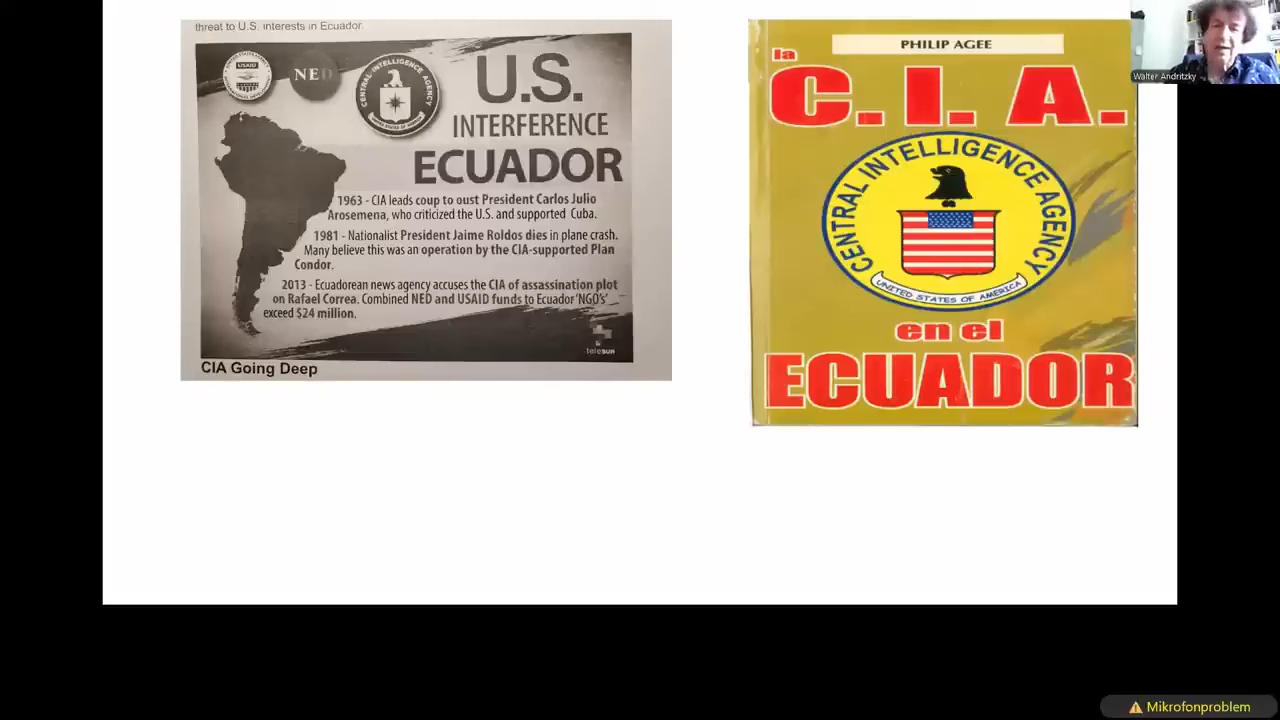 threat to U.S. interests in Ecuador.
USAID
NED
CENTRAL INTELLIGENCE AGENCY
UNITED STATES OF AMERICA
U.S.
INTERFERENCE
ECUADOR
1963 - CIA leads coup to oust President Carlos Julio
Arosemena, who criticized the U.S. and supported Cuba.
1981 - Nationalist President Jaime Roldos dies in plane crash.
Many believe this was an operation by the CIA-supported Plan
Condor.
2013 - Ecuadorean news agency accuses the CIA of assassination plot
on Rafael Correa. Combined NED and USAID funds to Ecuador 'NGO's'
exceed $24 million.
teleSUR
CIA Going Deep
PHILIP AGEE
la
C.I.A.
CENTRAL INTELLIGENCE AGENCY
UNITED STATES OF AMERICA
en el
ECUADOR
Walter Andritzky
Mikrofonproblem